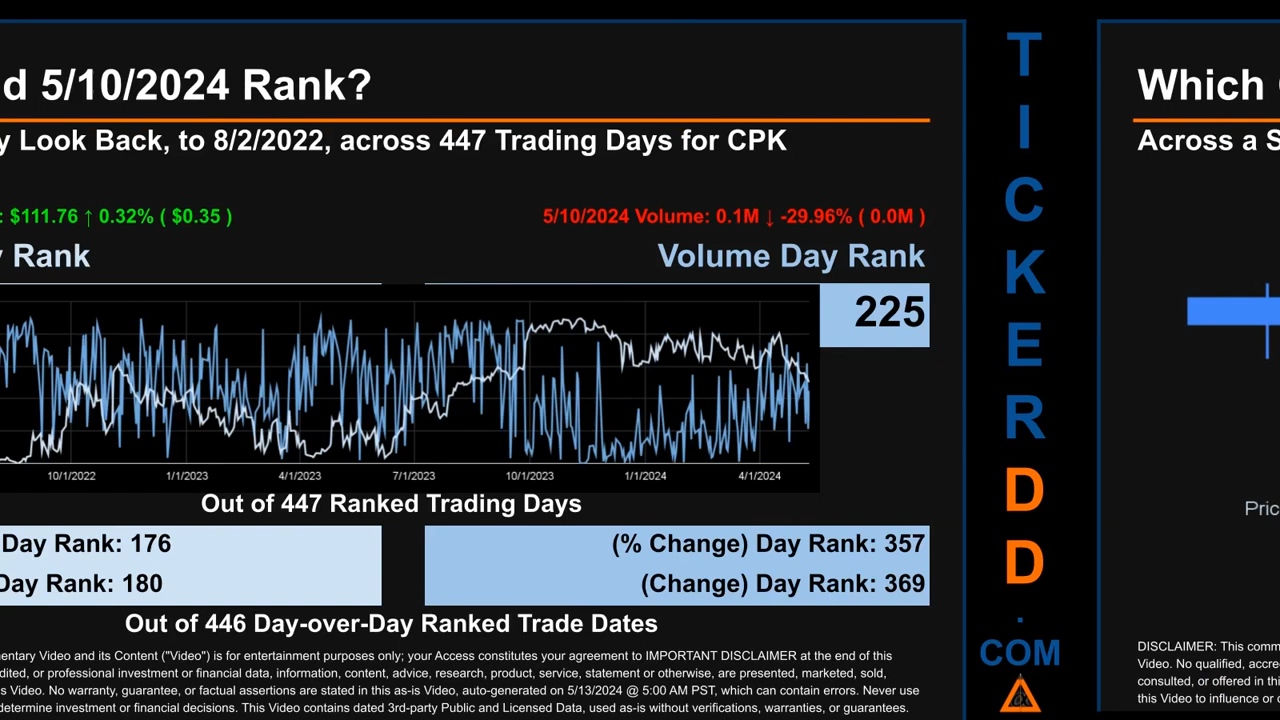 d 5/10/2024 Rank?
y Look Back, to 8/2/2022, across 447 Trading Days for CPK
: $111.76 ↑ 0.32% ( $0.35 )
5/10/2024 Volume: 0.1M ↓ -29.96% ( 0.0M )
y Rank
Volume Day Rank
225
10/1/2022 1/1/2023 4/1/2023 7/1/2023 10/1/2023 1/1/2024 4/1/2024
Out of 447 Ranked Trading Days
Day Rank: 176
(% Change) Day Rank: 357
Day Rank: 180
(Change) Day Rank: 369
Out of 446 Day-over-Day Ranked Trade Dates
mentary Video and its Content ("Video") is for entertainment purposes only; your Access constitutes your agreement to IMPORTANT DISCLAIMER at the end of this
dited, or professional investment or financial data, information, content, advice, research, product, service, statement or otherwise, are presented, marketed, sold,
s Video. No warranty, guarantee, or factual assertions are stated in this as-is Video, auto-generated on 5/13/2024 @ 5:00 AM PST, which can contain errors. Never use
determine investment or financial decisions. This Video contains dated 3rd-party Public and Licensed Data, used as-is without verifications, warranties, or guarantees.
T
I
C
K
E
R
D
D
.
COM
Which
Across a S
Pric
DISCLAIMER: This comm
Video. No qualified, accre
consulted, or offered in thi
this Video to influence or d